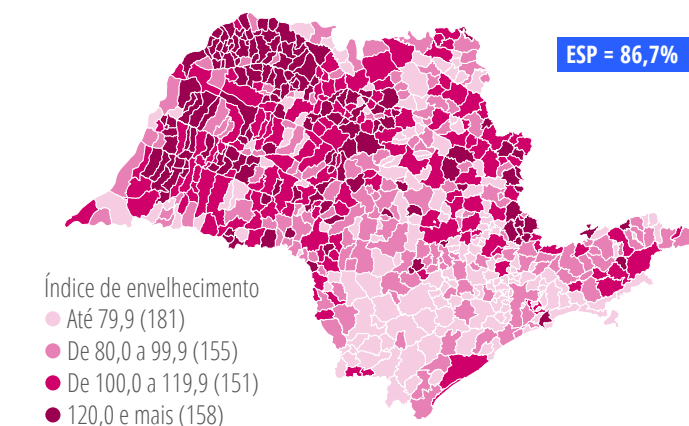 ESP = 86,7%
Índice de envelhecimento
Até 79,9 (181)
De 80,0 a 99,9 (155)
De 100,0 a 119,9 (151)
120,0 e mais (158)